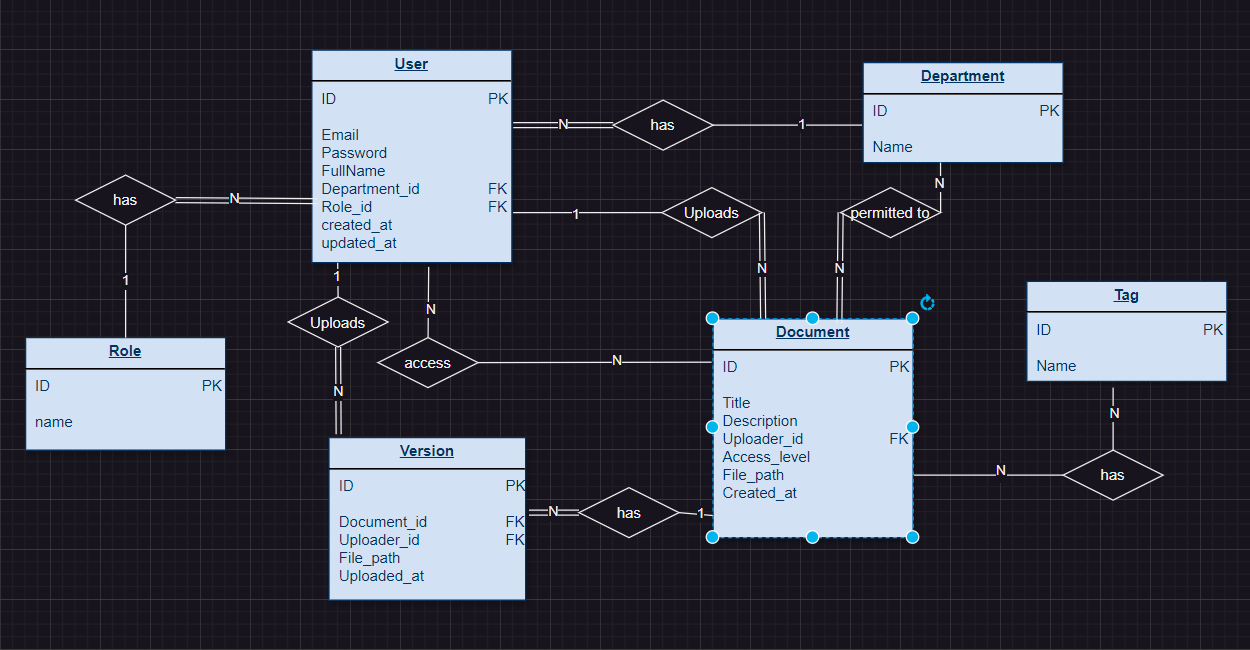 User
ID PK
Email
Password
FullName
Department_id FK
Role_id FK
created_at
updated_at
N
has
1
Department
ID PK
Name
has
N
1
1
Uploads
N
N
permitted to
N
1
Uploads
N
N
access
N
Role
ID PK
name
Document
ID PK
Title
Description
Uploader_id FK
Access_level
File_path
Created_at
Tag
ID PK
Name
N
has
N
Version
ID PK
Document_id FK
Uploader_id FK
File_path
Uploaded_at
N
has
1